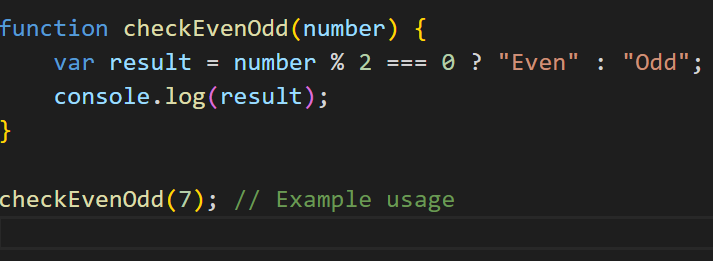 function checkEvenOdd(number) {
    var result = number % 2 === 0 ? "Even" : "Odd";
    console.log(result);
}
checkEvenOdd(7); // Example usage